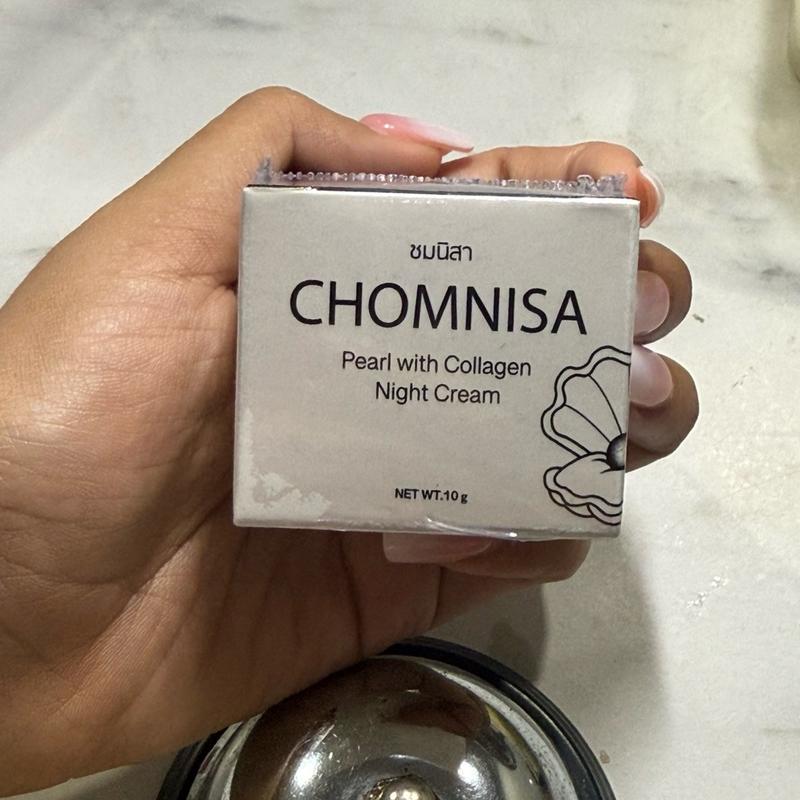 ชมนิสา
CHOMNISA
Pearl with Collagen
Night Cream
NET WT.10 g